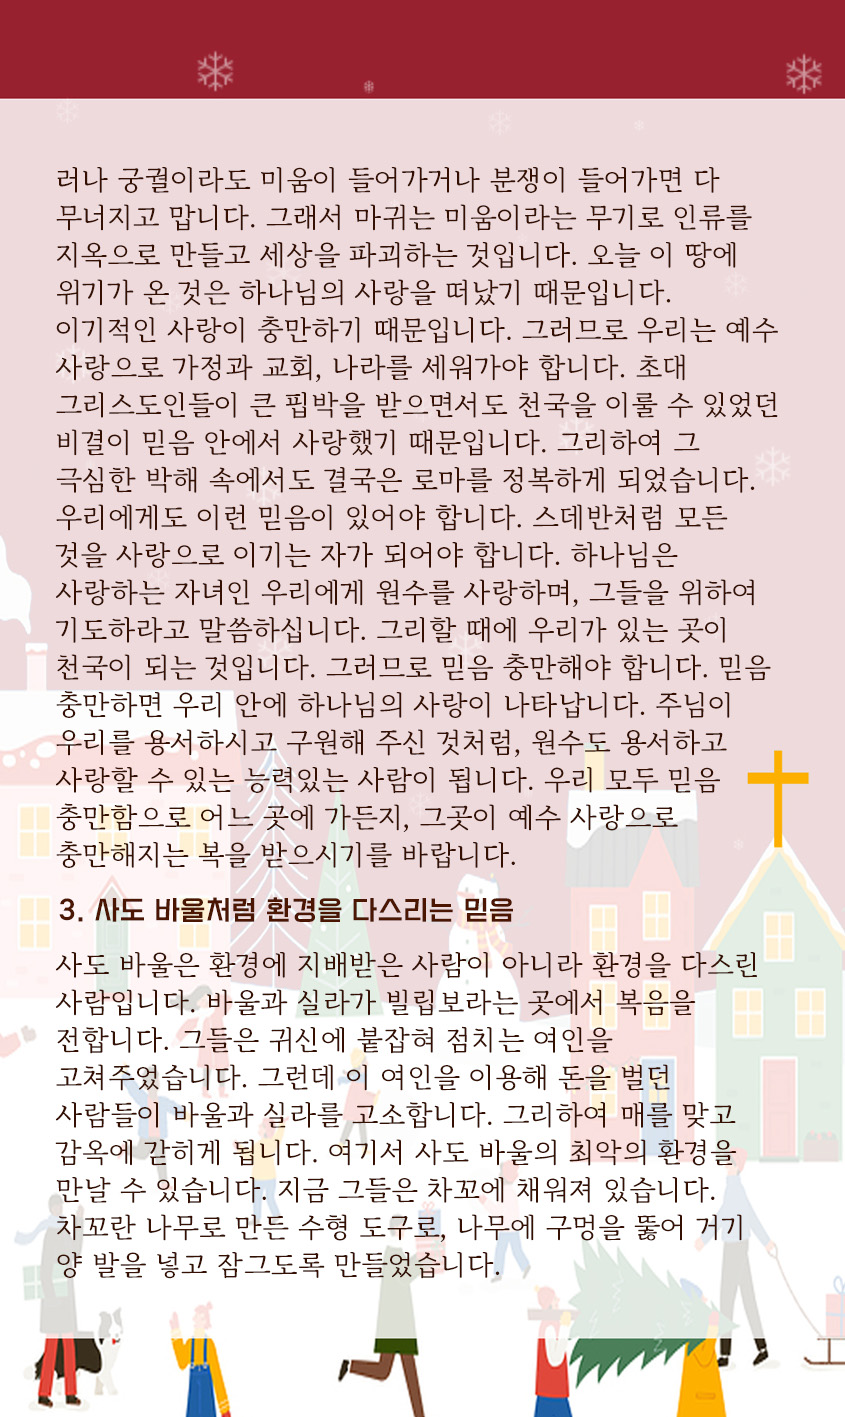 러나 궁궐이라도 미움이 들어가거나 분쟁이 들어가면 다
무너지고 맙니다. 그래서 마귀는 미움이라는 무기로 인류를
지옥으로 만들고 세상을 파괴하는 것입니다. 오늘 이 땅에
위기가 온 것은 하나님의 사랑을 떠났기 때문입니다.
이기적인 사랑이 충만하기 때문입니다. 그러므로 우리는 예수
사랑으로 가정과 교회, 나라를 세워가야 합니다. 초대
그리스도인들이 큰 핍박을 받으면서도 천국을 이룰 수 있었던
비결이 믿음 안에서 사랑했기 때문입니다. 그리하여 그
극심한 박해 속에서도 결국은 로마를 정복하게 되었습니다.
우리에게도 이런 믿음이 있어야 합니다. 스데반처럼 모든
것을 사랑으로 이기는 자가 되어야 합니다. 하나님은
사랑하는 자녀인 우리에게 원수를 사랑하며, 그들을 위하여
기도하라고 말씀하십니다. 그리할 때에 우리가 있는 곳이
천국이 되는 것입니다. 그러므로 믿음 충만해야 합니다. 믿음
충만하면 우리 안에 하나님의 사랑이 나타납니다. 주님이
우리를 용서하시고 구원해 주신 것처럼, 원수도 용서하고
사랑할 수 있는 능력있는 사람이 됩니다. 우리 모두 믿음
충만함으로 어느 곳에 가든지, 그곳이 예수 사랑으로
충만해지는 복을 받으시기를 바랍니다.
3. 사도 바울처럼 환경을 다스리는 믿음
사도 바울은 환경에 지배받은 사람이 아니라 환경을 다스린
사람입니다. 바울과 실라가 빌립보라는 곳에서 복음을
전합니다. 그들은 귀신에 붙잡혀 점치는 여인을
고쳐주었습니다. 그런데 이 여인을 이용해 돈을 벌던
사람들이 바울과 실라를 고소합니다. 그리하여 매를 맞고
감옥에 갇히게 됩니다. 여기서 사도 바울의 최악의 환경을
만날 수 있습니다. 지금 그들은 차꼬에 채워져 있습니다.
차꼬란 나무로 만든 수형 도구로, 나무에 구멍을 뚫어 거기
양 발을 넣고 잠그도록 만들었습니다.